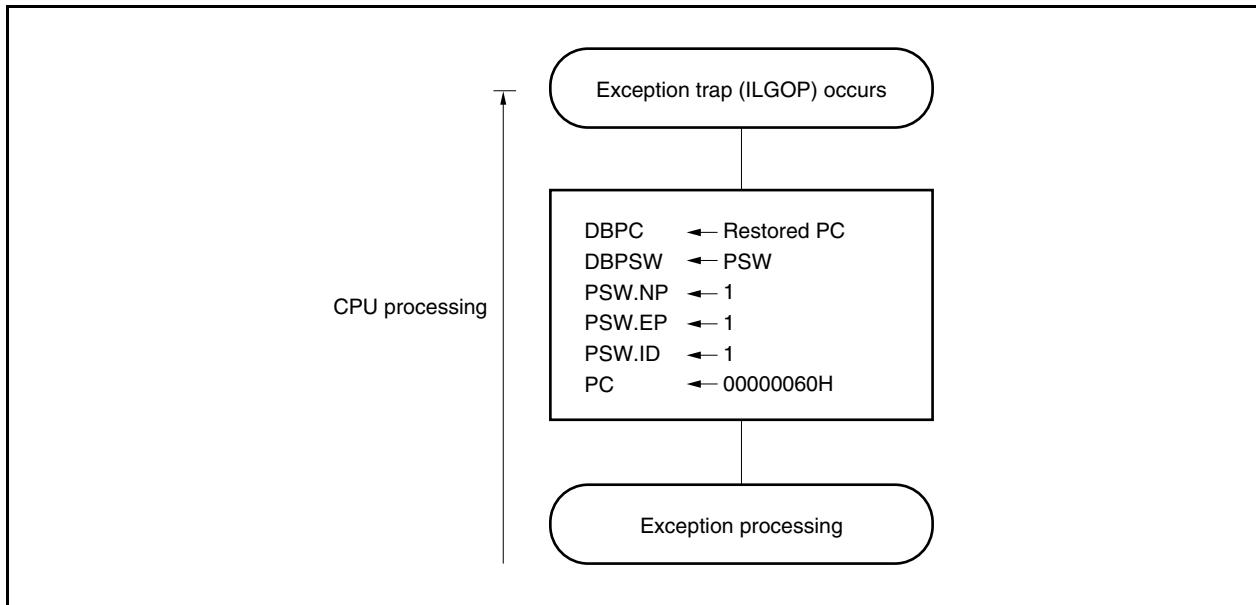 Exception trap (ILGOP) occurs
CPU processing
DBPC ← Restored PC
DBPSW ← PSW
PSW.NP ← 1
PSW.EP ← 1
PSW.ID ← 1
PC ← 00000060H
Exception processing